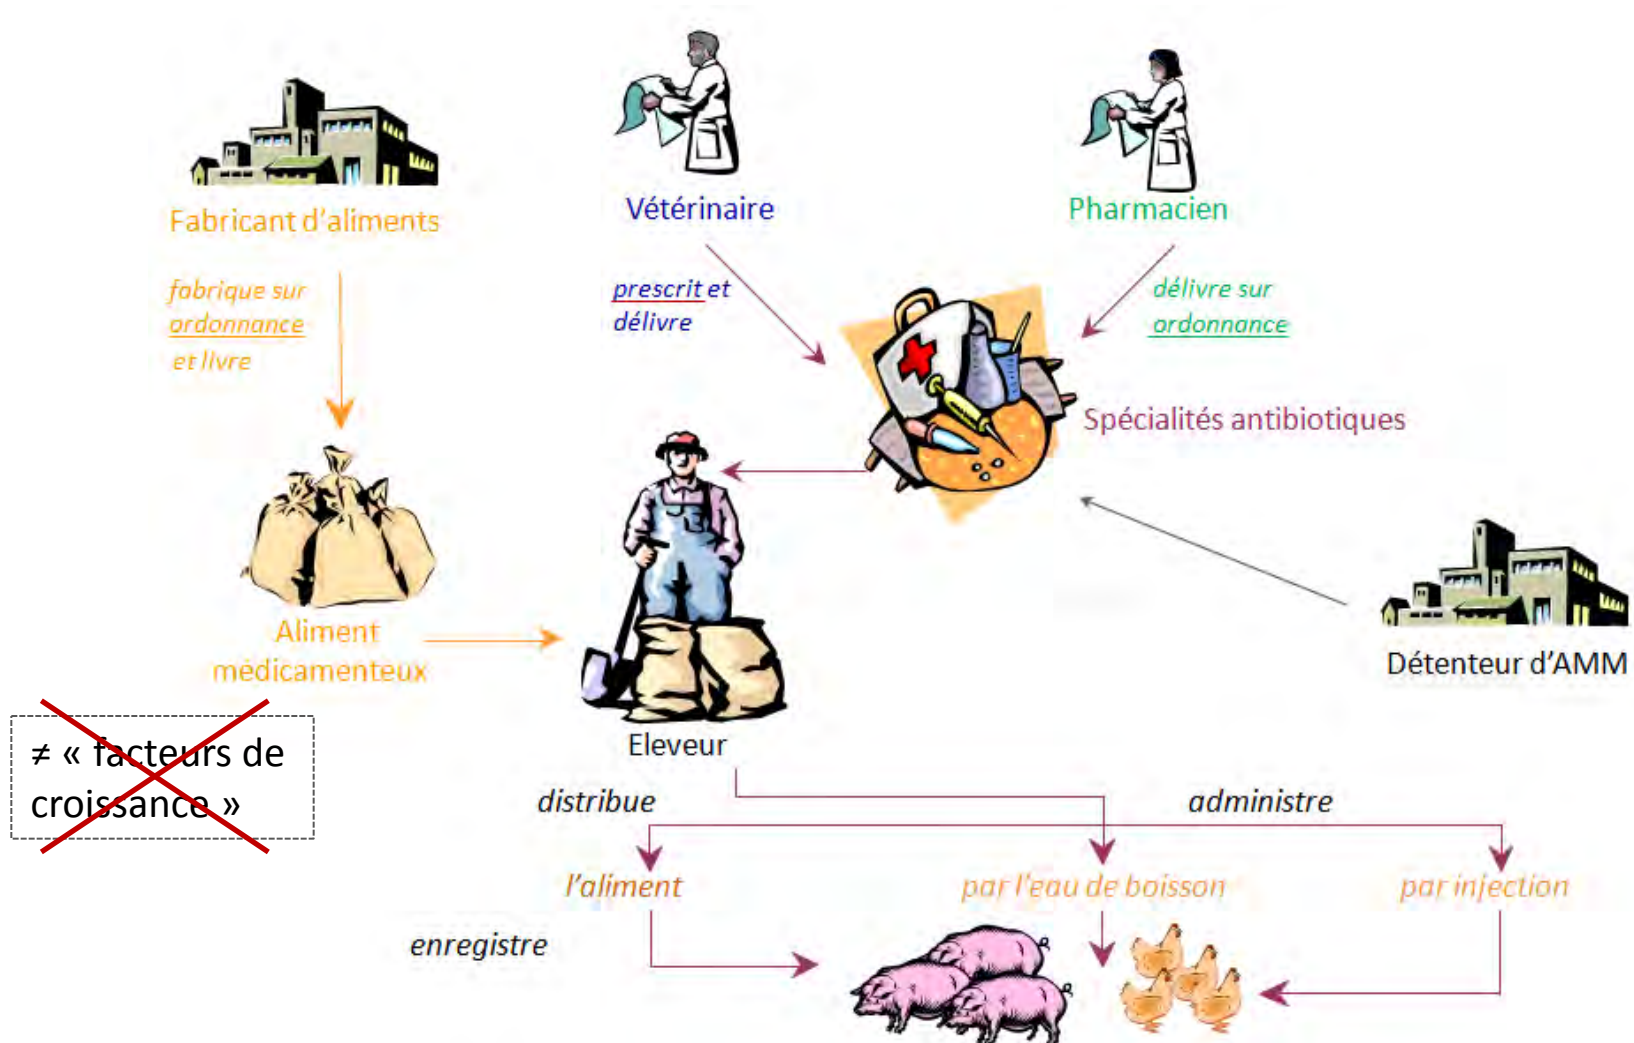 Fabricant d'aliments
Vétérinaire
Pharmacien
fabrique sur
ordonnance
et livre
prescrit et
délivre
délivre sur
ordonnance
Spécialités antibiotiques
Aliment
médicamenteux
Détenteur d'AMM
≠ « facteurs de
croissance »
Eleveur
distribue
administre
l'aliment
par l'eau de boisson
par injection
enregistre